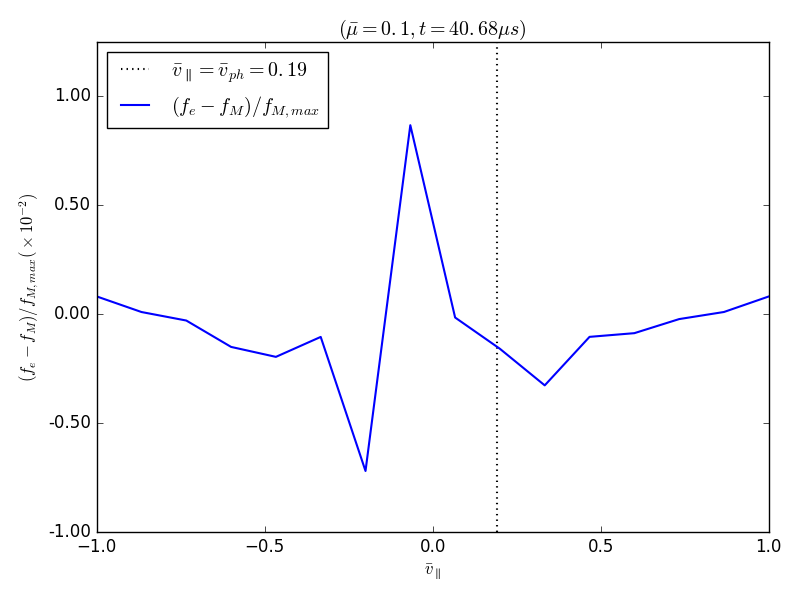 (μ̄ = 0.1, t = 40.68μs)
v̄∥ = v̄ph = 0.19
(fe − fM)/fM,max
1.00
0.50
0.00
-0.50
-1.00
(fe − fM)/fM,max(×10⁻²)
−1.0
−0.5
0.0
0.5
1.0
v̄∥